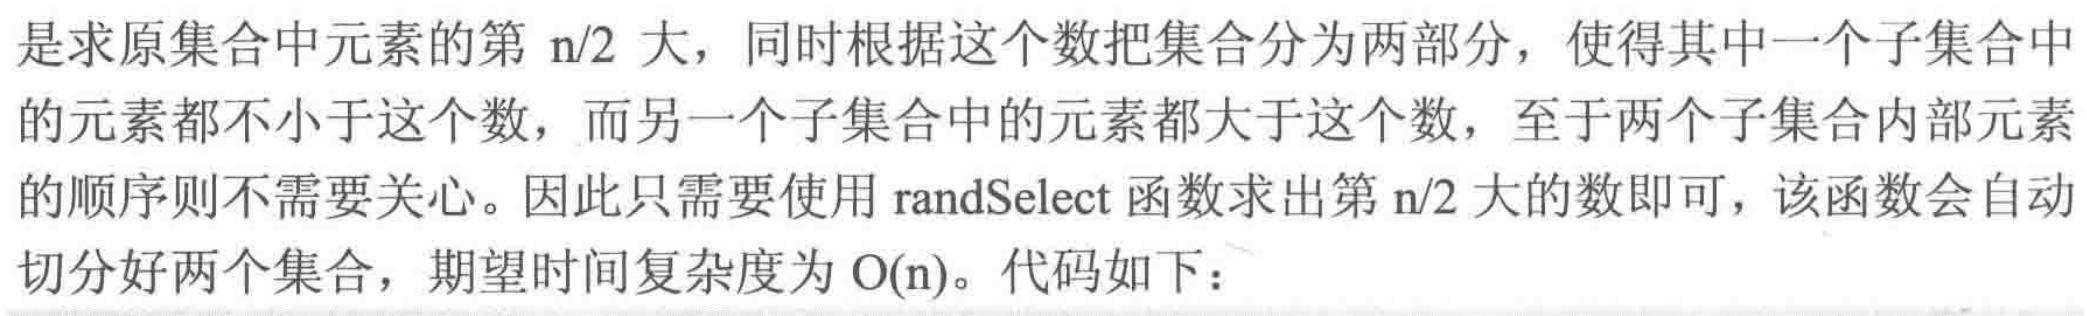 是求原集合中元素的第 n/2 大，同时根据这个数把集合分为两部分，使得其中一个子集合中
的元素都不小于这个数，而另一个子集合中的元素都大于这个数，至于两个子集合内部元素
的顺序则不需要关心。因此只需要使用 randSelect 函数求出第 n/2 大的数即可，该函数会自动
切分好两个集合，期望时间复杂度为 O(n)。代码如下：